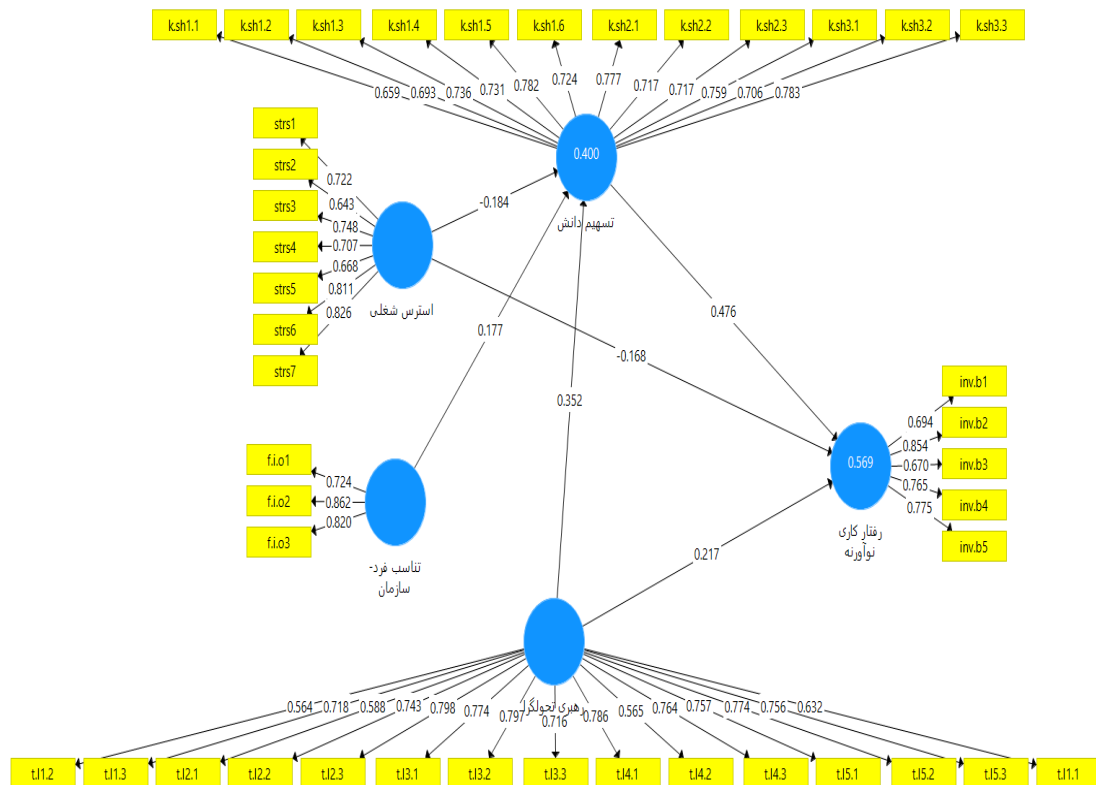 k.sh1.1 k.sh1.2 k.sh1.3 k.sh1.4 k.sh1.5 k.sh1.6 k.sh2.1 k.sh2.2 k.sh2.3 k.sh3.1 k.sh3.2 k.sh3.3
0.659 0.693 0.736 0.731 0.782 0.724 0.777 0.717 0.717 0.759 0.706 0.783
0.400
تسهیم دانش
strs1
strs2
strs3
strs4
strs5
strs6
strs7
0.722
0.643
0.748
0.707
0.668
0.811
0.826
استرس شغلی
-0.184
0.177
0.352
0.476
-0.168
0.217
f.i.o1
f.i.o2
f.i.o3
0.724
0.862
0.820
تناسب فرد-
سازمان
0.569
رفتار کاری
نوآورنه
0.694
0.854
0.670
0.765
0.775
inv.b1
inv.b2
inv.b3
inv.b4
inv.b5
رهبری تحولگرا
0.564 0.718 0.588 0.743 0.798 0.774 0.797 0.716 0.786 0.565 0.764 0.757 0.774 0.756 0.632
t.l1.2 t.l1.3 t.l2.1 t.l2.2 t.l2.3 t.l3.1 t.l3.2 t.l3.3 t.l4.1 t.l4.2 t.l4.3 t.l5.1 t.l5.2 t.l5.3 t.l1.1